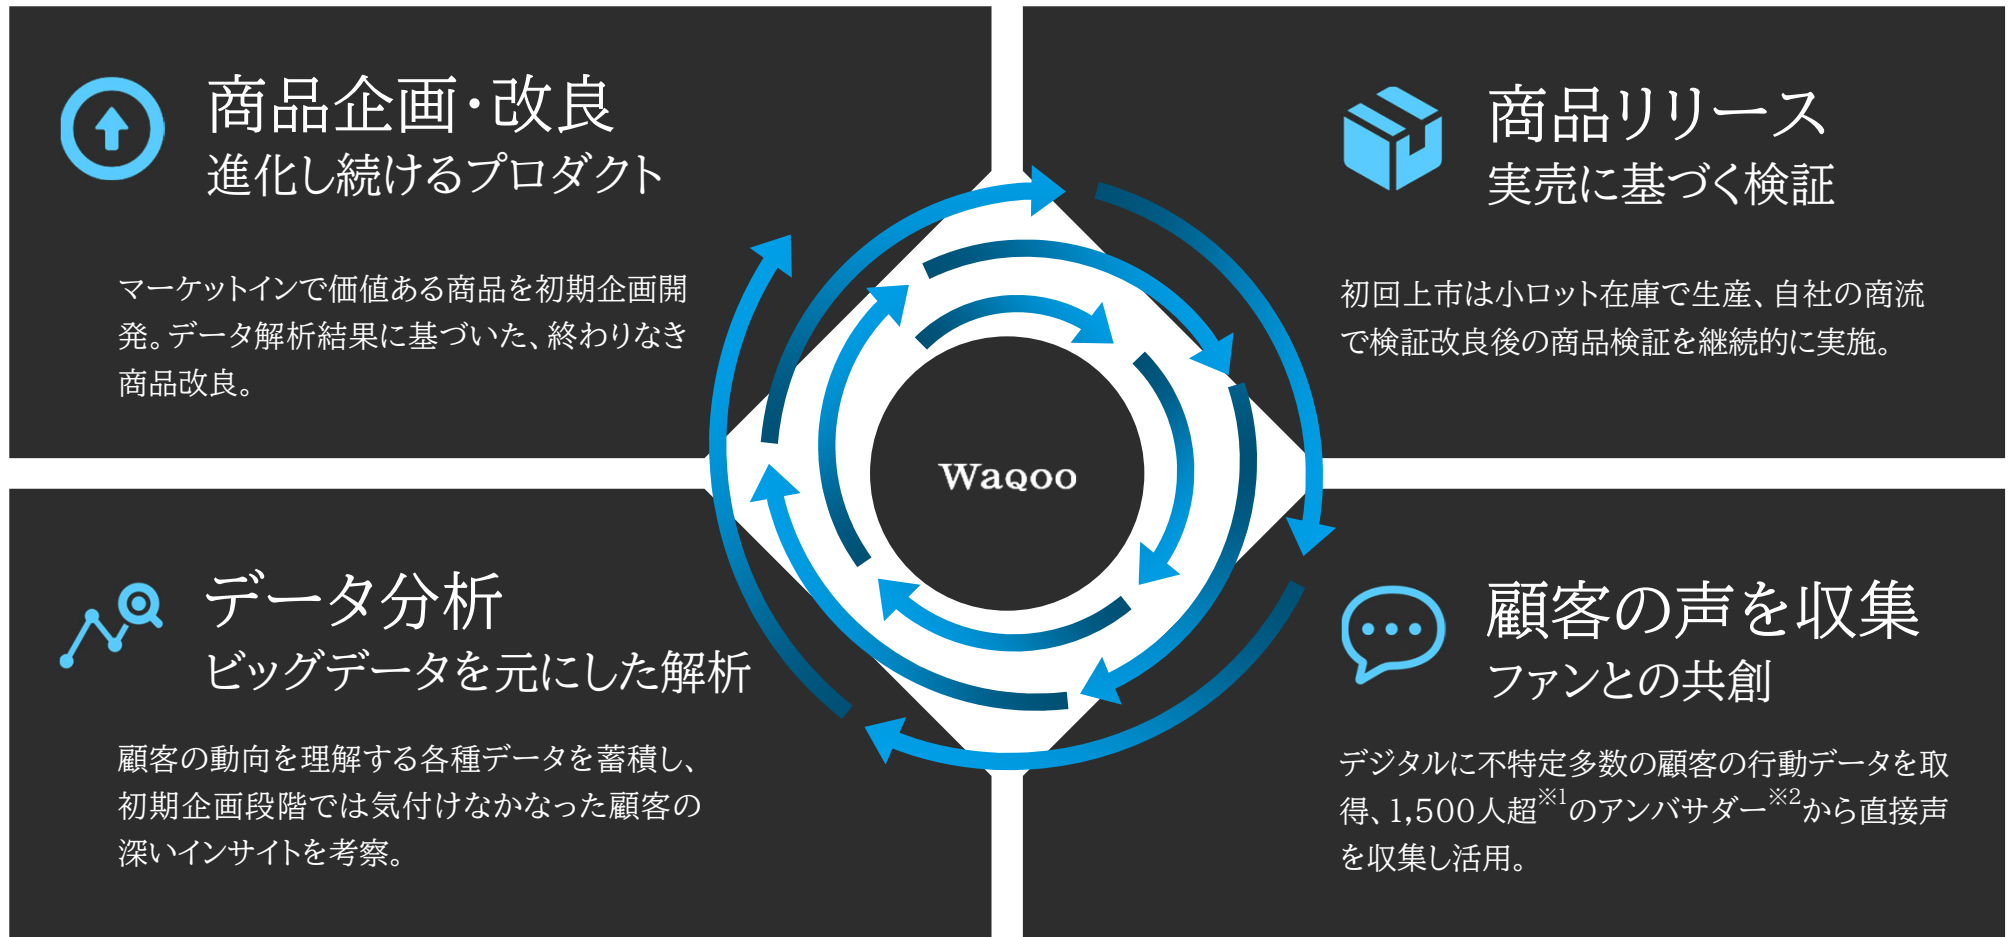 商品企画・改良
進化し続けるプロダクト
マーケットインで価値ある商品を初期企画開
発。データ解析結果に基づいた、終わりなき
商品改良。
商品リリース
実売に基づく検証
初回上市は小ロット在庫で生産、自社の商流
で検証改良後の商品検証を継続的に実施。
Waqoo
データ分析
ビッグデータを元にした解析
顧客の動向を理解する各種データを蓄積し、
初期企画段階では気付けなかなった顧客の
深いインサイトを考察。
顧客の声を収集
ファンとの共創
デジタルに不特定多数の顧客の行動データを取
得、1,500人超※1のアンバサダー※2から直接声
を収集し活用。